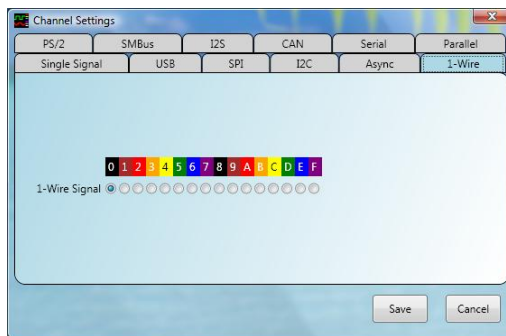 Channel Settings
PS/2 SMBus I2S CAN Serial Parallel
Single Signal USB SPI I2C Async 1-Wire
0 1 2 3 4 5 6 7 8 9 A B C D E F
1-Wire Signal
Save Cancel